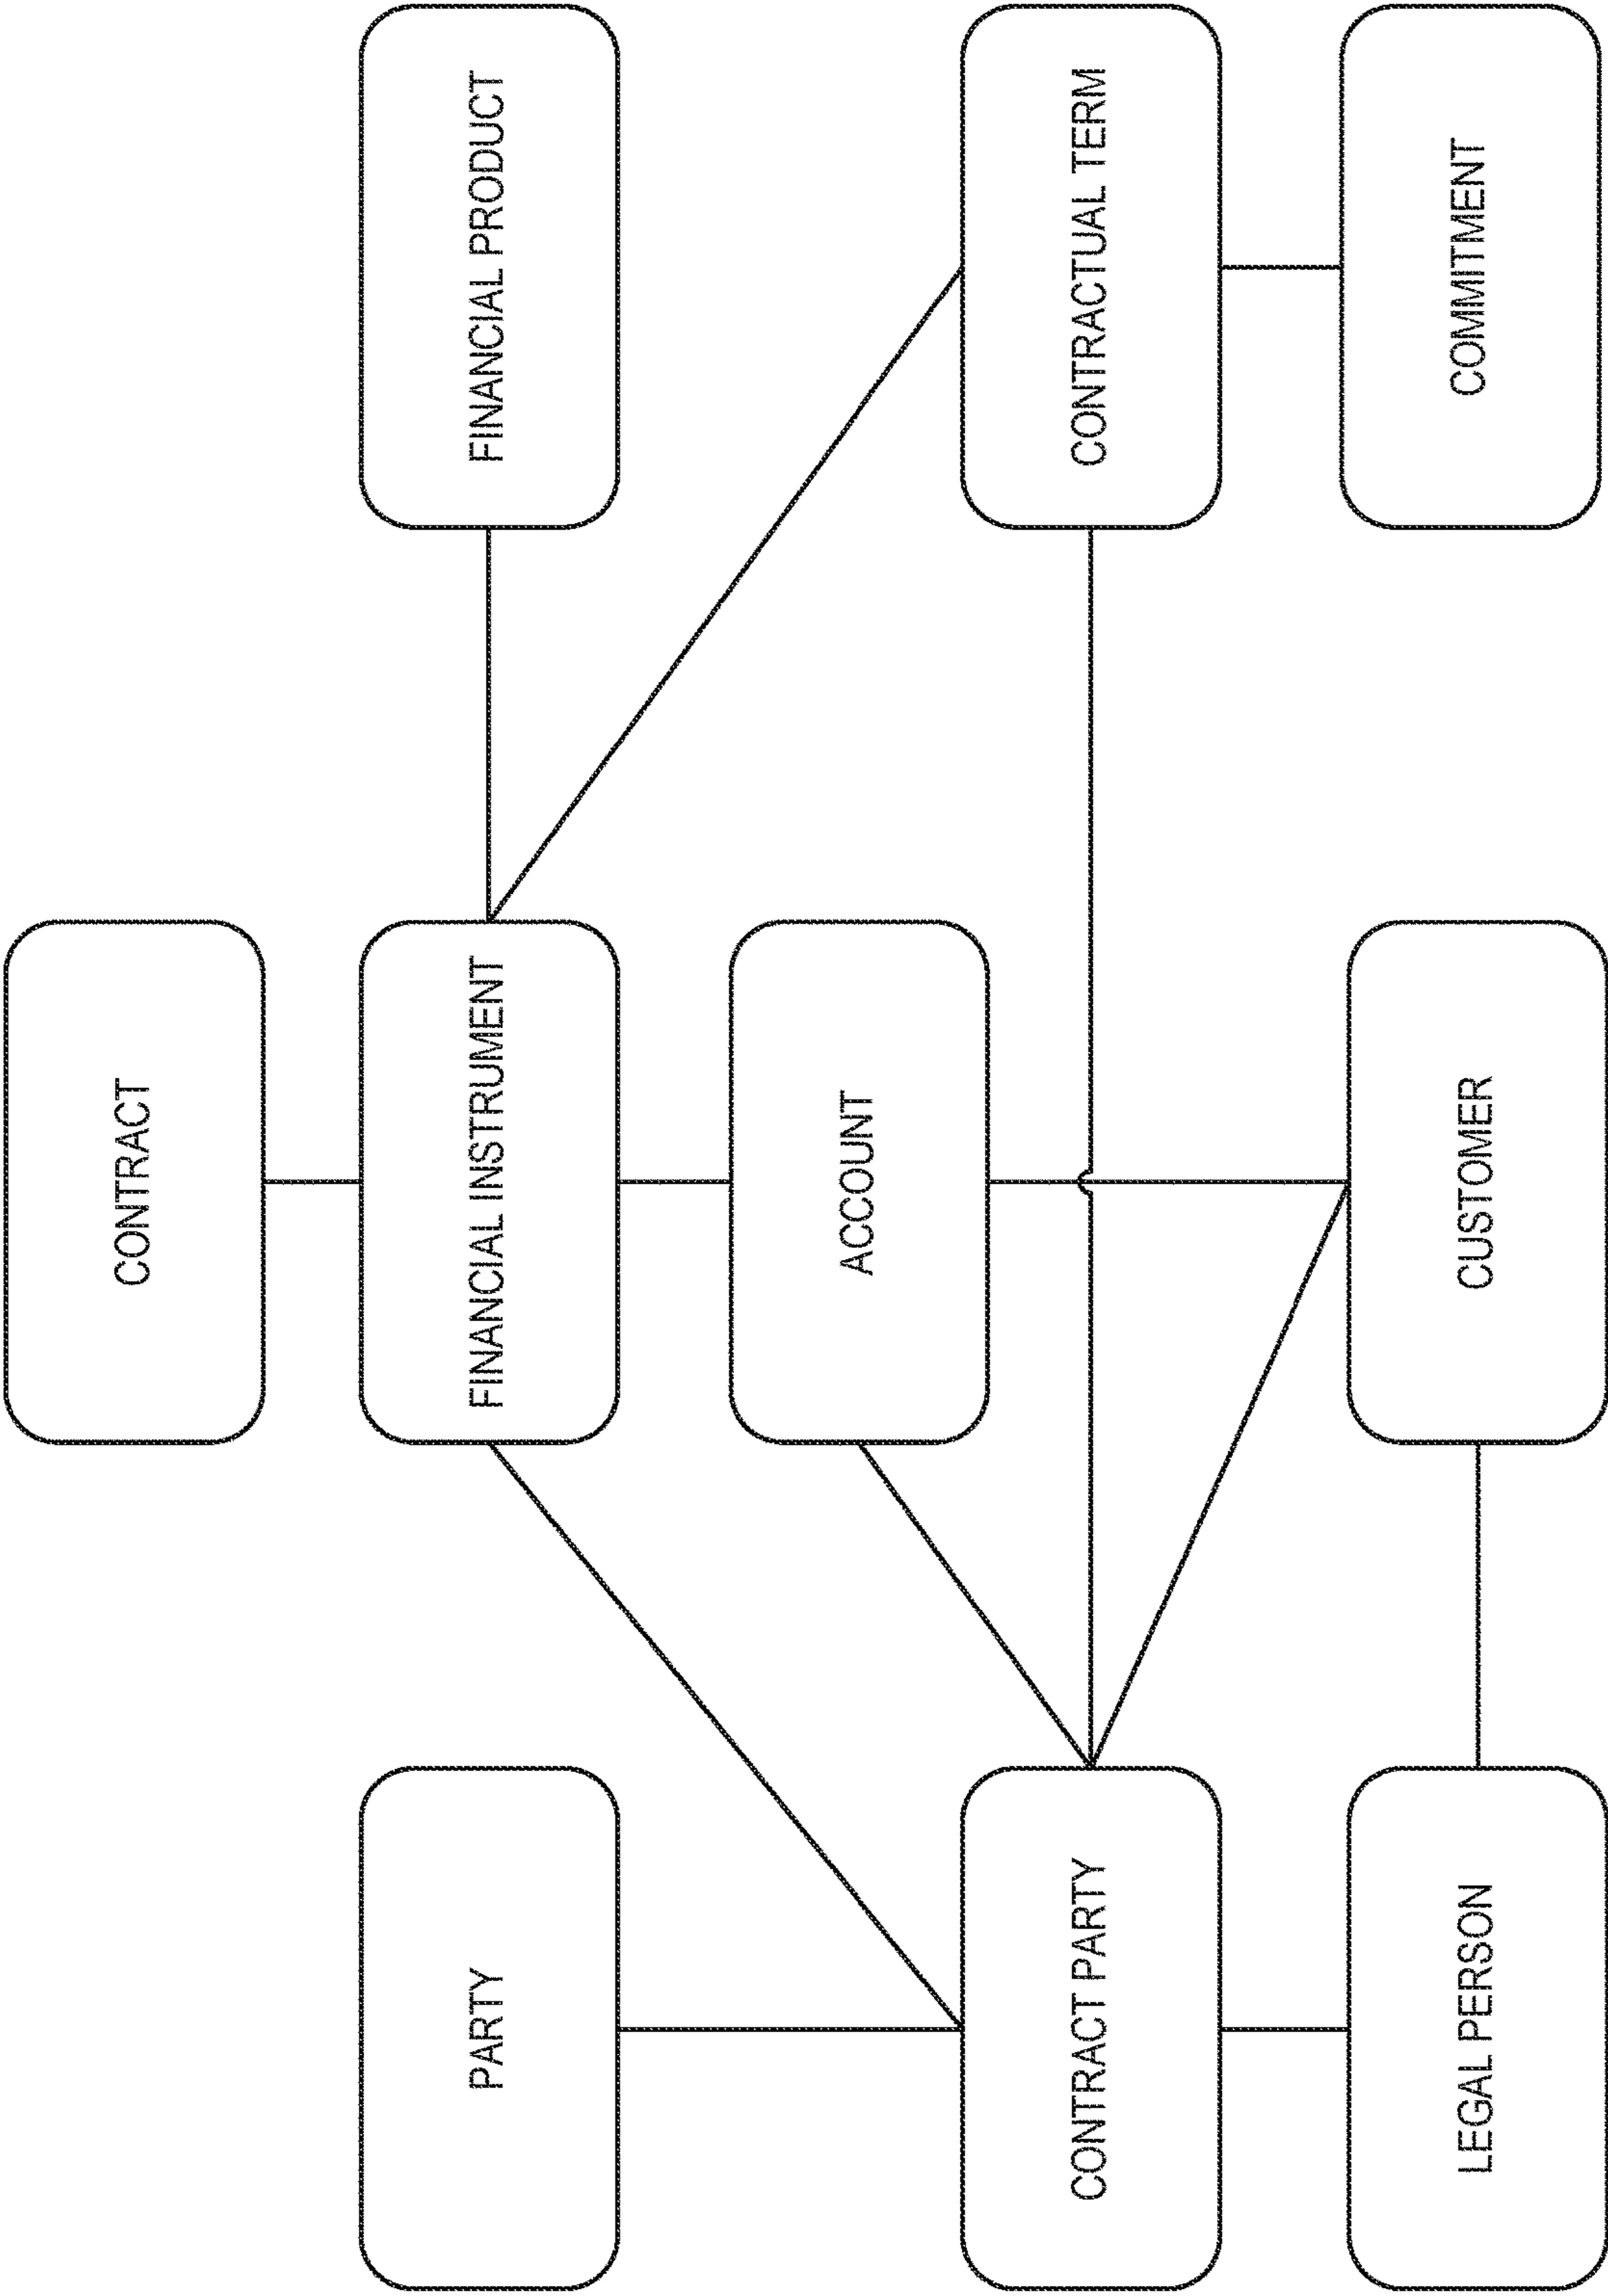 CONTRACT
PARTY
FINANCIAL INSTRUMENT
FINANCIAL PRODUCT
ACCOUNT
CONTRACT PARTY
CONTRACTUAL TERM
LEGAL PERSON
CUSTOMER
COMMITMENT